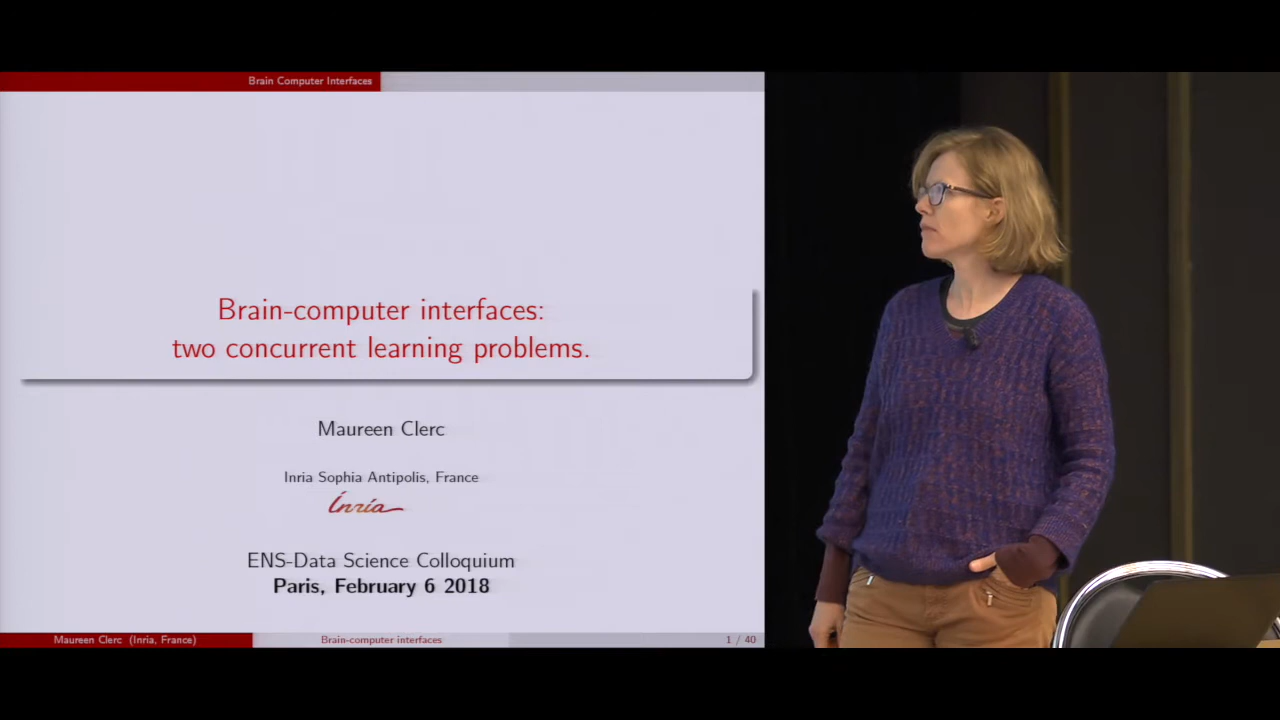 Brain Computer Interfaces
Brain-computer interfaces:
two concurrent learning problems.
Maureen Clerc
Inria Sophia Antipolis, France
Inria
ENS-Data Science Colloquium
Paris, February 6 2018
Maureen Clerc (Inria, France)
Brain-computer interfaces
1 / 40